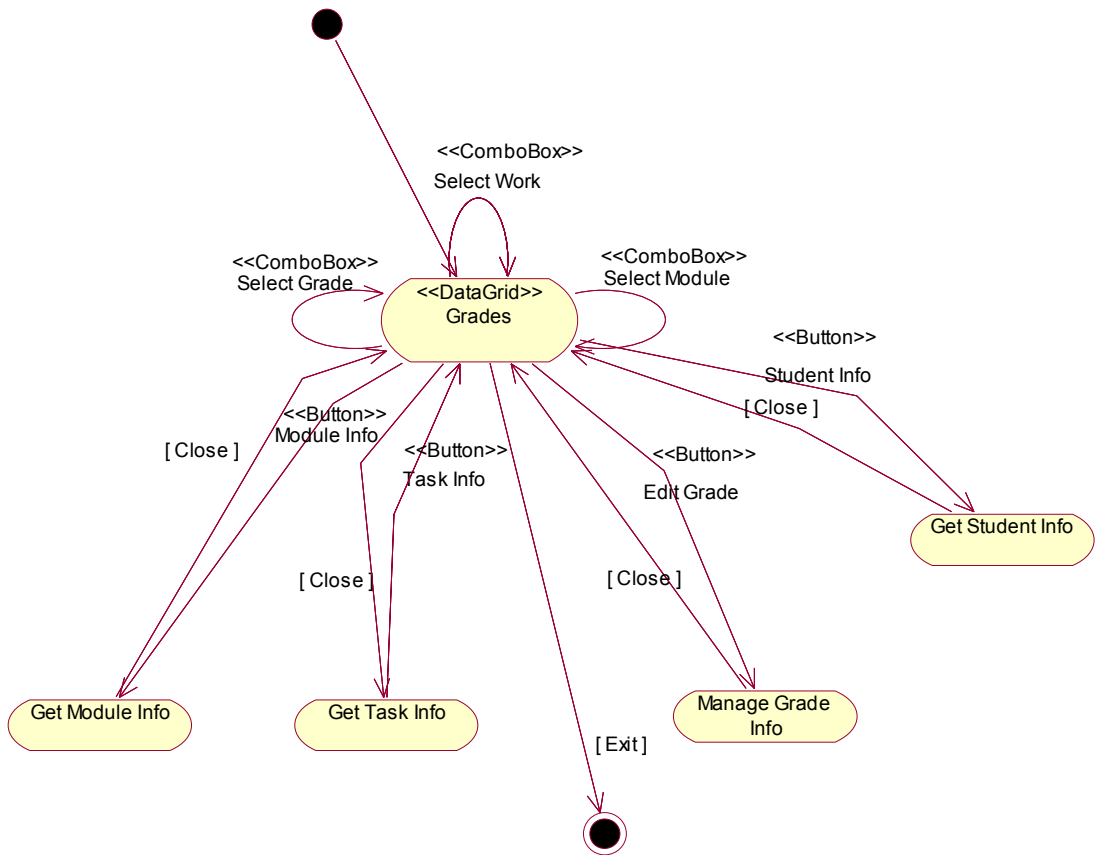 <<ComboBox>>
Select Work
<<ComboBox>>
Select Grade
<<ComboBox>>
Select Module
<<DataGrid>>
Grades
<<Button>>
Student Info
[ Close ]
<<Button>>
Module Info
[ Close ]
<<Button>>
Task Info
<<Button>>
Edit Grade
Get Student Info
[ Close ]
[ Close ]
Get Module Info
Get Task Info
Manage Grade
Info
[ Exit ]